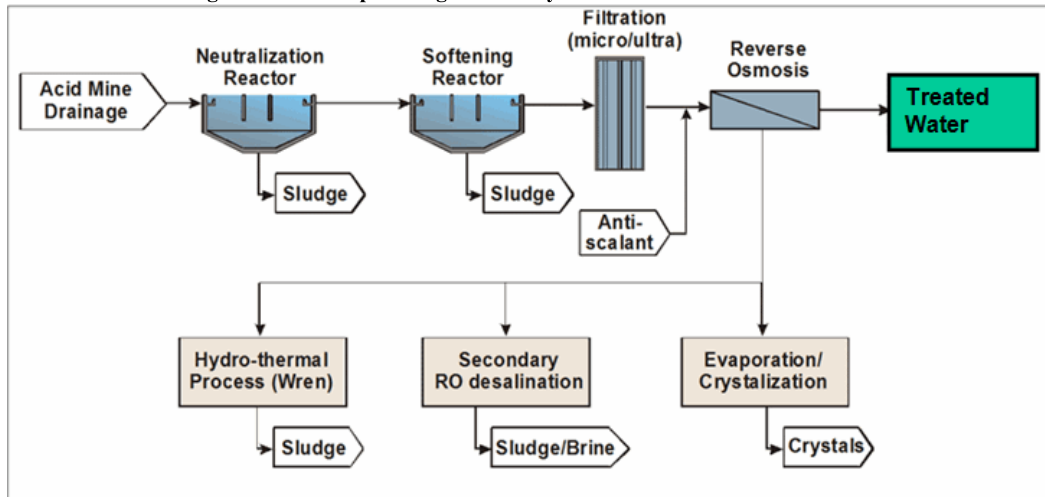 Acid Mine
Drainage
Neutralization
Reactor
Sludge
Softening
Reactor
Sludge
Filtration
(micro/ultra)
Anti-
scalant
Reverse
Osmosis
Treated
Water
Hydro-thermal
Process (Wren)
Sludge
Secondary
RO desalination
Sludge/Brine
Evaporation/
Crystalization
Crystals